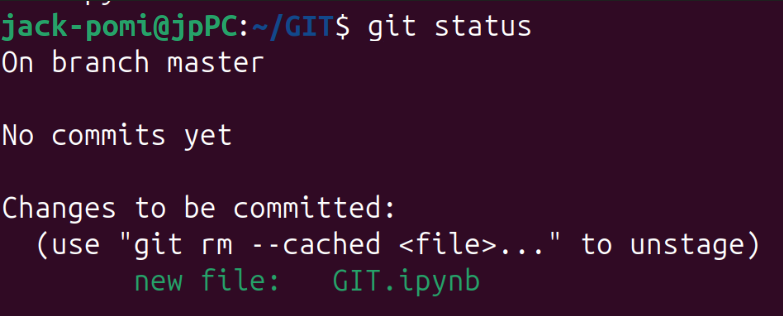 jack-pomi@jpPC:~/GIT$ git status
On branch master
No commits yet
Changes to be committed:
  (use "git rm --cached <file>..." to unstage)
        new file:   GIT.ipynb